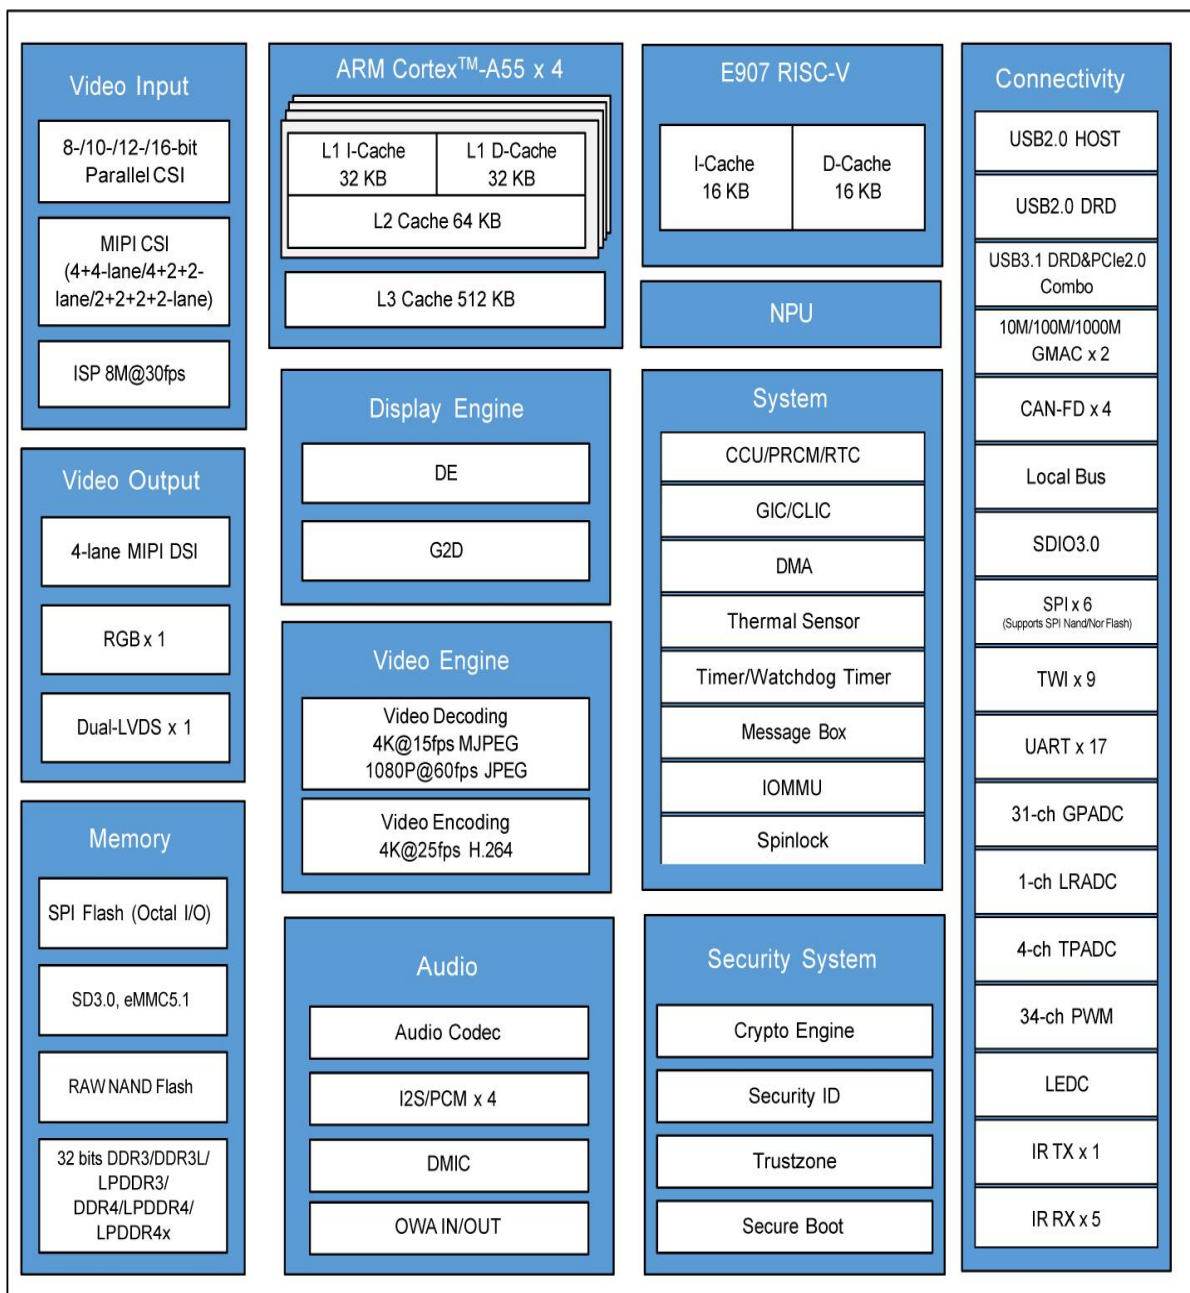 Video Input
8-/10-/12-/16-bit
Parallel CSI
MIPI CSI
(4+4-lane/4+2+2-
lane/2+2+2+2-lane)
ISP 8M@30fps
Video Output
4-lane MIPI DSI
RGB x 1
Dual-LVDS x 1
Memory
SPI Flash (Octal I/O)
SD3.0, eMMC5.1
RAW NAND Flash
32 bits DDR3/DDR3L/
LPDDR3/
DDR4/LPDDR4/
LPDDR4x
ARM Cortex™-A55 x 4
L1 I-Cache
32 KB
L1 D-Cache
32 KB
L2 Cache 64 KB
L3 Cache 512 KB
Display Engine
DE
G2D
Video Engine
Video Decoding
4K@15fps MJPEG
1080P@60fps JPEG
Video Encoding
4K@25fps H.264
Audio
Audio Codec
I2S/PCM x 4
DMIC
OWA IN/OUT
E907 RISC-V
I-Cache
16 KB
D-Cache
16 KB
NPU
System
CCU/PRCM/RTC
GIC/CLIC
DMA
Thermal Sensor
Timer/Watchdog Timer
Message Box
IOMMU
Spinlock
Security System
Crypto Engine
Security ID
Trustzone
Secure Boot
Connectivity
USB2.0 HOST
USB2.0 DRD
USB3.1 DRD&PCIe2.0
Combo
10M/100M/1000M
GMAC x 2
CAN-FD x 4
Local Bus
SDIO3.0
SPI x 6
(Supports SPI Nand/Nor Flash)
TWI x 9
UART x 17
31-ch GPADC
1-ch LRADC
4-ch TPADC
34-ch PWM
LEDC
IR TX x 1
IR RX x 5